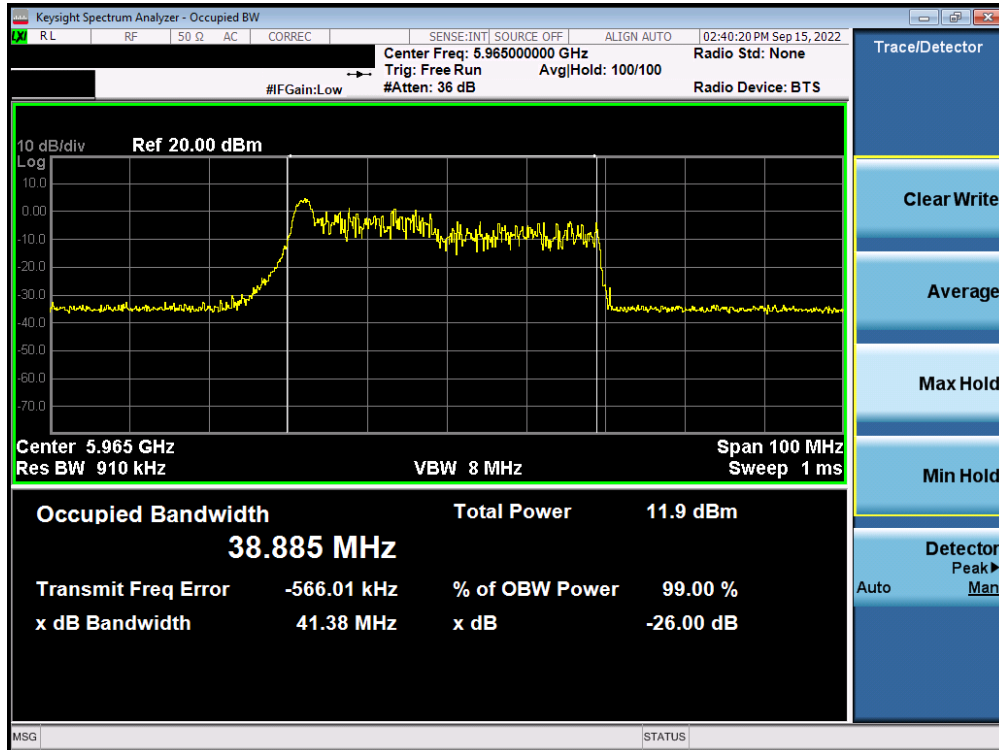 Keysight Spectrum Analyzer - Occupied BW
LXI RL RF 50 Ω AC CORREC SENSE:INT SOURCE OFF ALIGN AUTO 02:40:20 PM Sep 15, 2022
Center Freq: 5.965000000 GHz Radio Std: None
Trig: Free Run Avg|Hold: 100/100
#IFGain:Low #Atten: 36 dB Radio Device: BTS
10 dB/div Ref 20.00 dBm
Log
10.0
0.00
-10.0
-20.0
-30.0
-40.0
-50.0
-60.0
-70.0
Center 5.965 GHz Span 100 MHz
Res BW 910 kHz VBW 8 MHz Sweep 1 ms
Occupied Bandwidth Total Power 11.9 dBm
38.885 MHz
Transmit Freq Error -566.01 kHz % of OBW Power 99.00 %
x dB Bandwidth 41.38 MHz x dB -26.00 dB
MSG STATUS
Trace/Detector
Clear Write
Average
Max Hold
Min Hold
Detector
Peak▶
Auto Man